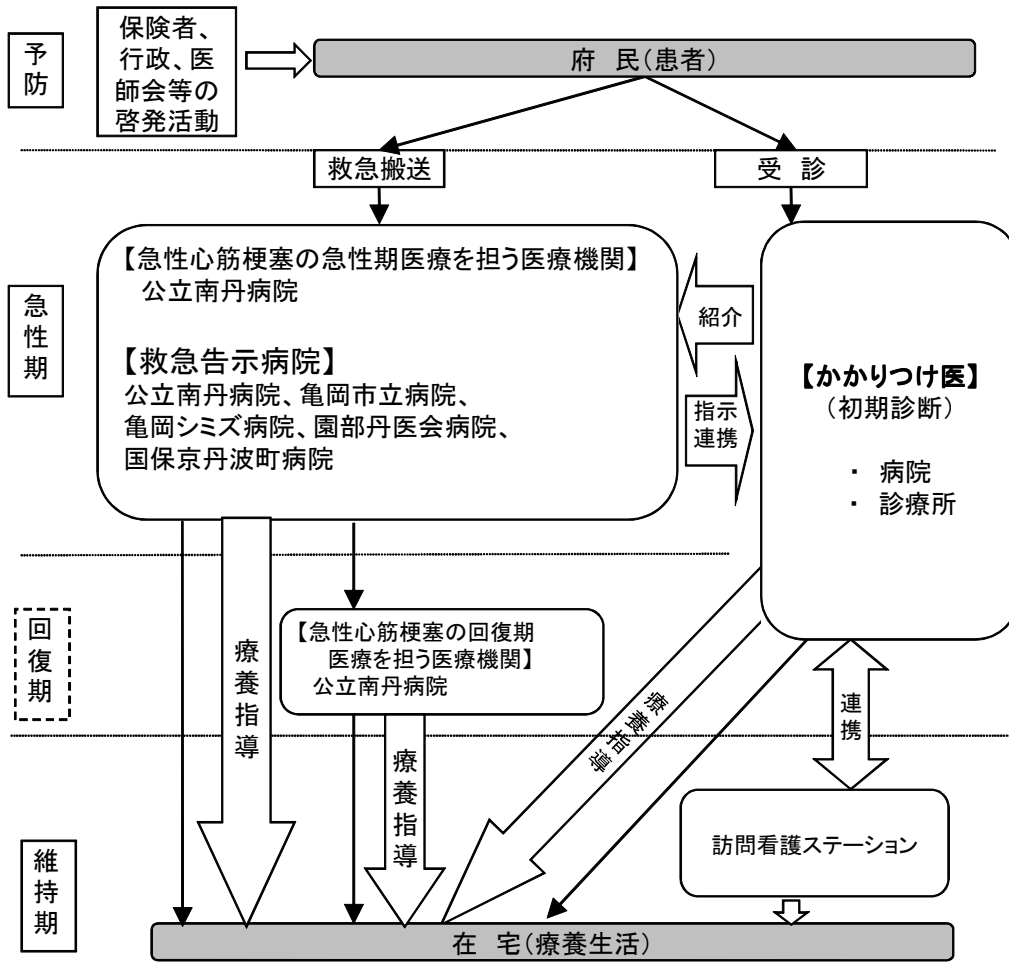 予防
保険者、
行政、医
師会等の
啓発活動
府 民(患者)
救急搬送
受 診
急性期
【急性心筋梗塞の急性期医療を担う医療機関】
公立南丹病院
【救急告示病院】
公立南丹病院、亀岡市立病院、
亀岡シミズ病院、園部丹医会病院、
国保京丹波町病院
紹介
指示
連携
【かかりつけ医】
(初期診断)
・ 病院
・ 診療所
回復期
療養指導
【急性心筋梗塞の回復期
医療を担う医療機関】
公立南丹病院
療養指導
療養指導
連携
維持期
訪問看護ステーション
在 宅(療養生活)